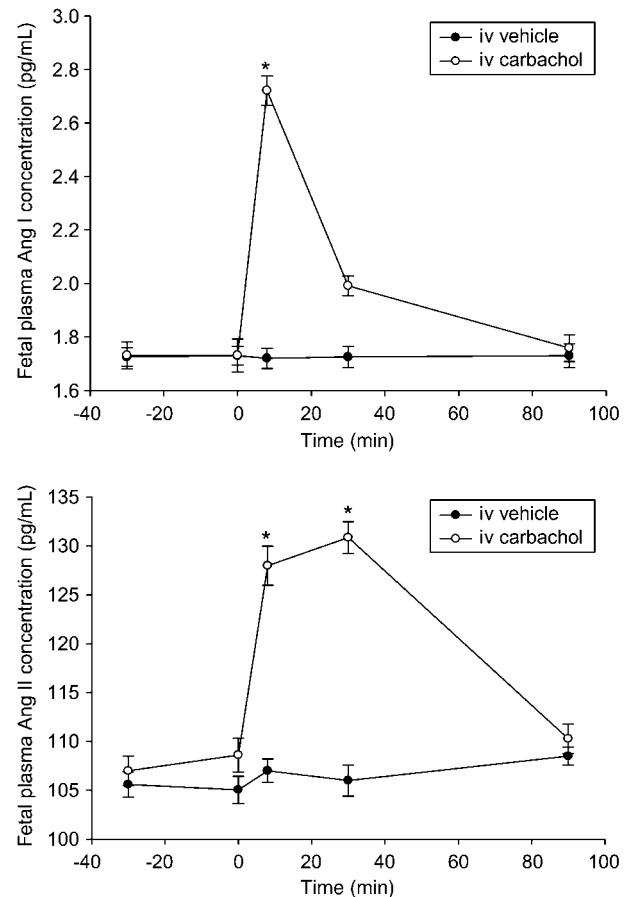 Fetal plasma Ang I concentration (pg/mL)
3.0
2.8
2.6
2.4
2.2
2.0
1.8
1.6
*
iv vehicle
iv carbachol
-40 -20 0 20 40 60 80 100
Time (min)
Fetal plasma Ang II concentration (pg/mL)
135
130
125
120
115
110
105
100
* *
iv vehicle
iv carbachol
-40 -20 0 20 40 60 80 100
Time (min)